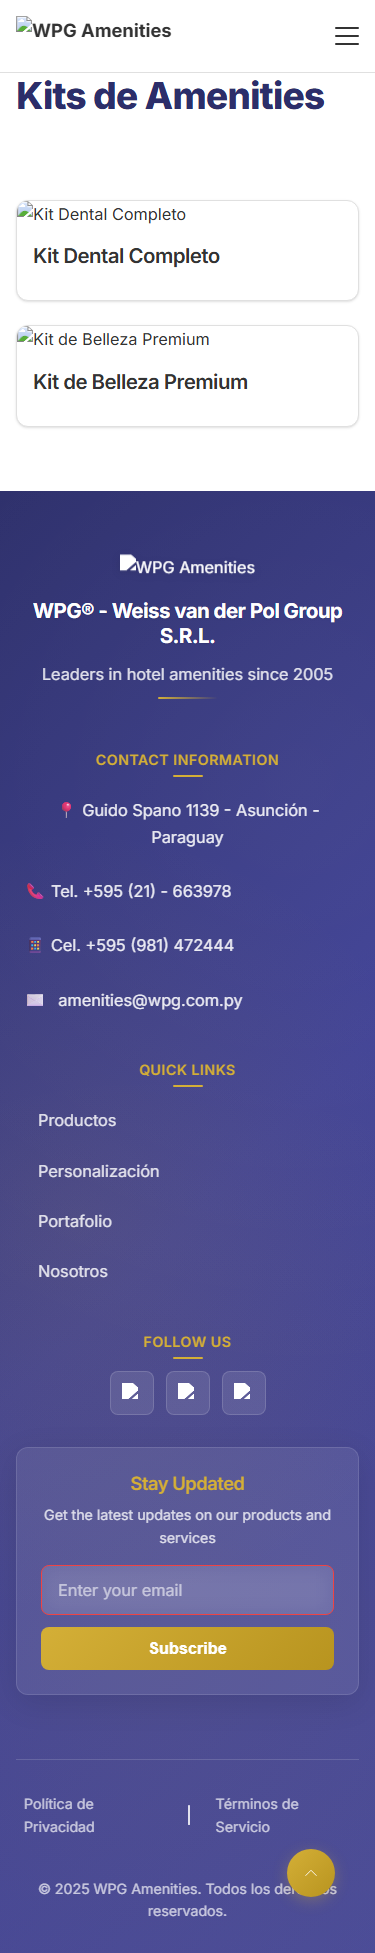 WPG Amenities
Kits de Amenities
Kit Dental Completo
Kit Dental Completo
Kit de Belleza Premium
Kit de Belleza Premium
WPG Amenities
WPG® - Weiss van der Pol Group
S.R.L.
Leaders in hotel amenities since 2005
CONTACT INFORMATION
Guido Spano 1139 - Asunción -
Paraguay
Tel. +595 (21) - 663978
Cel. +595 (981) 472444
amenities@wpg.com.py
QUICK LINKS
Productos
Personalización
Portafolio
Nosotros
FOLLOW US
Stay Updated
Get the latest updates on our products and
services
Enter your email
Subscribe
Política de
Privacidad
Términos de
Servicio
© 2025 WPG Amenities. Todos los
reservados.